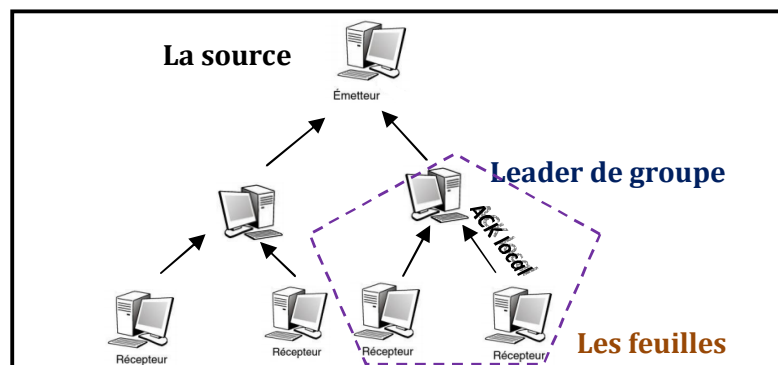 La source
Émetteur
Leader de groupe
ACK local
Récepteur
Récepteur
Récepteur
Récepteur
Les feuilles